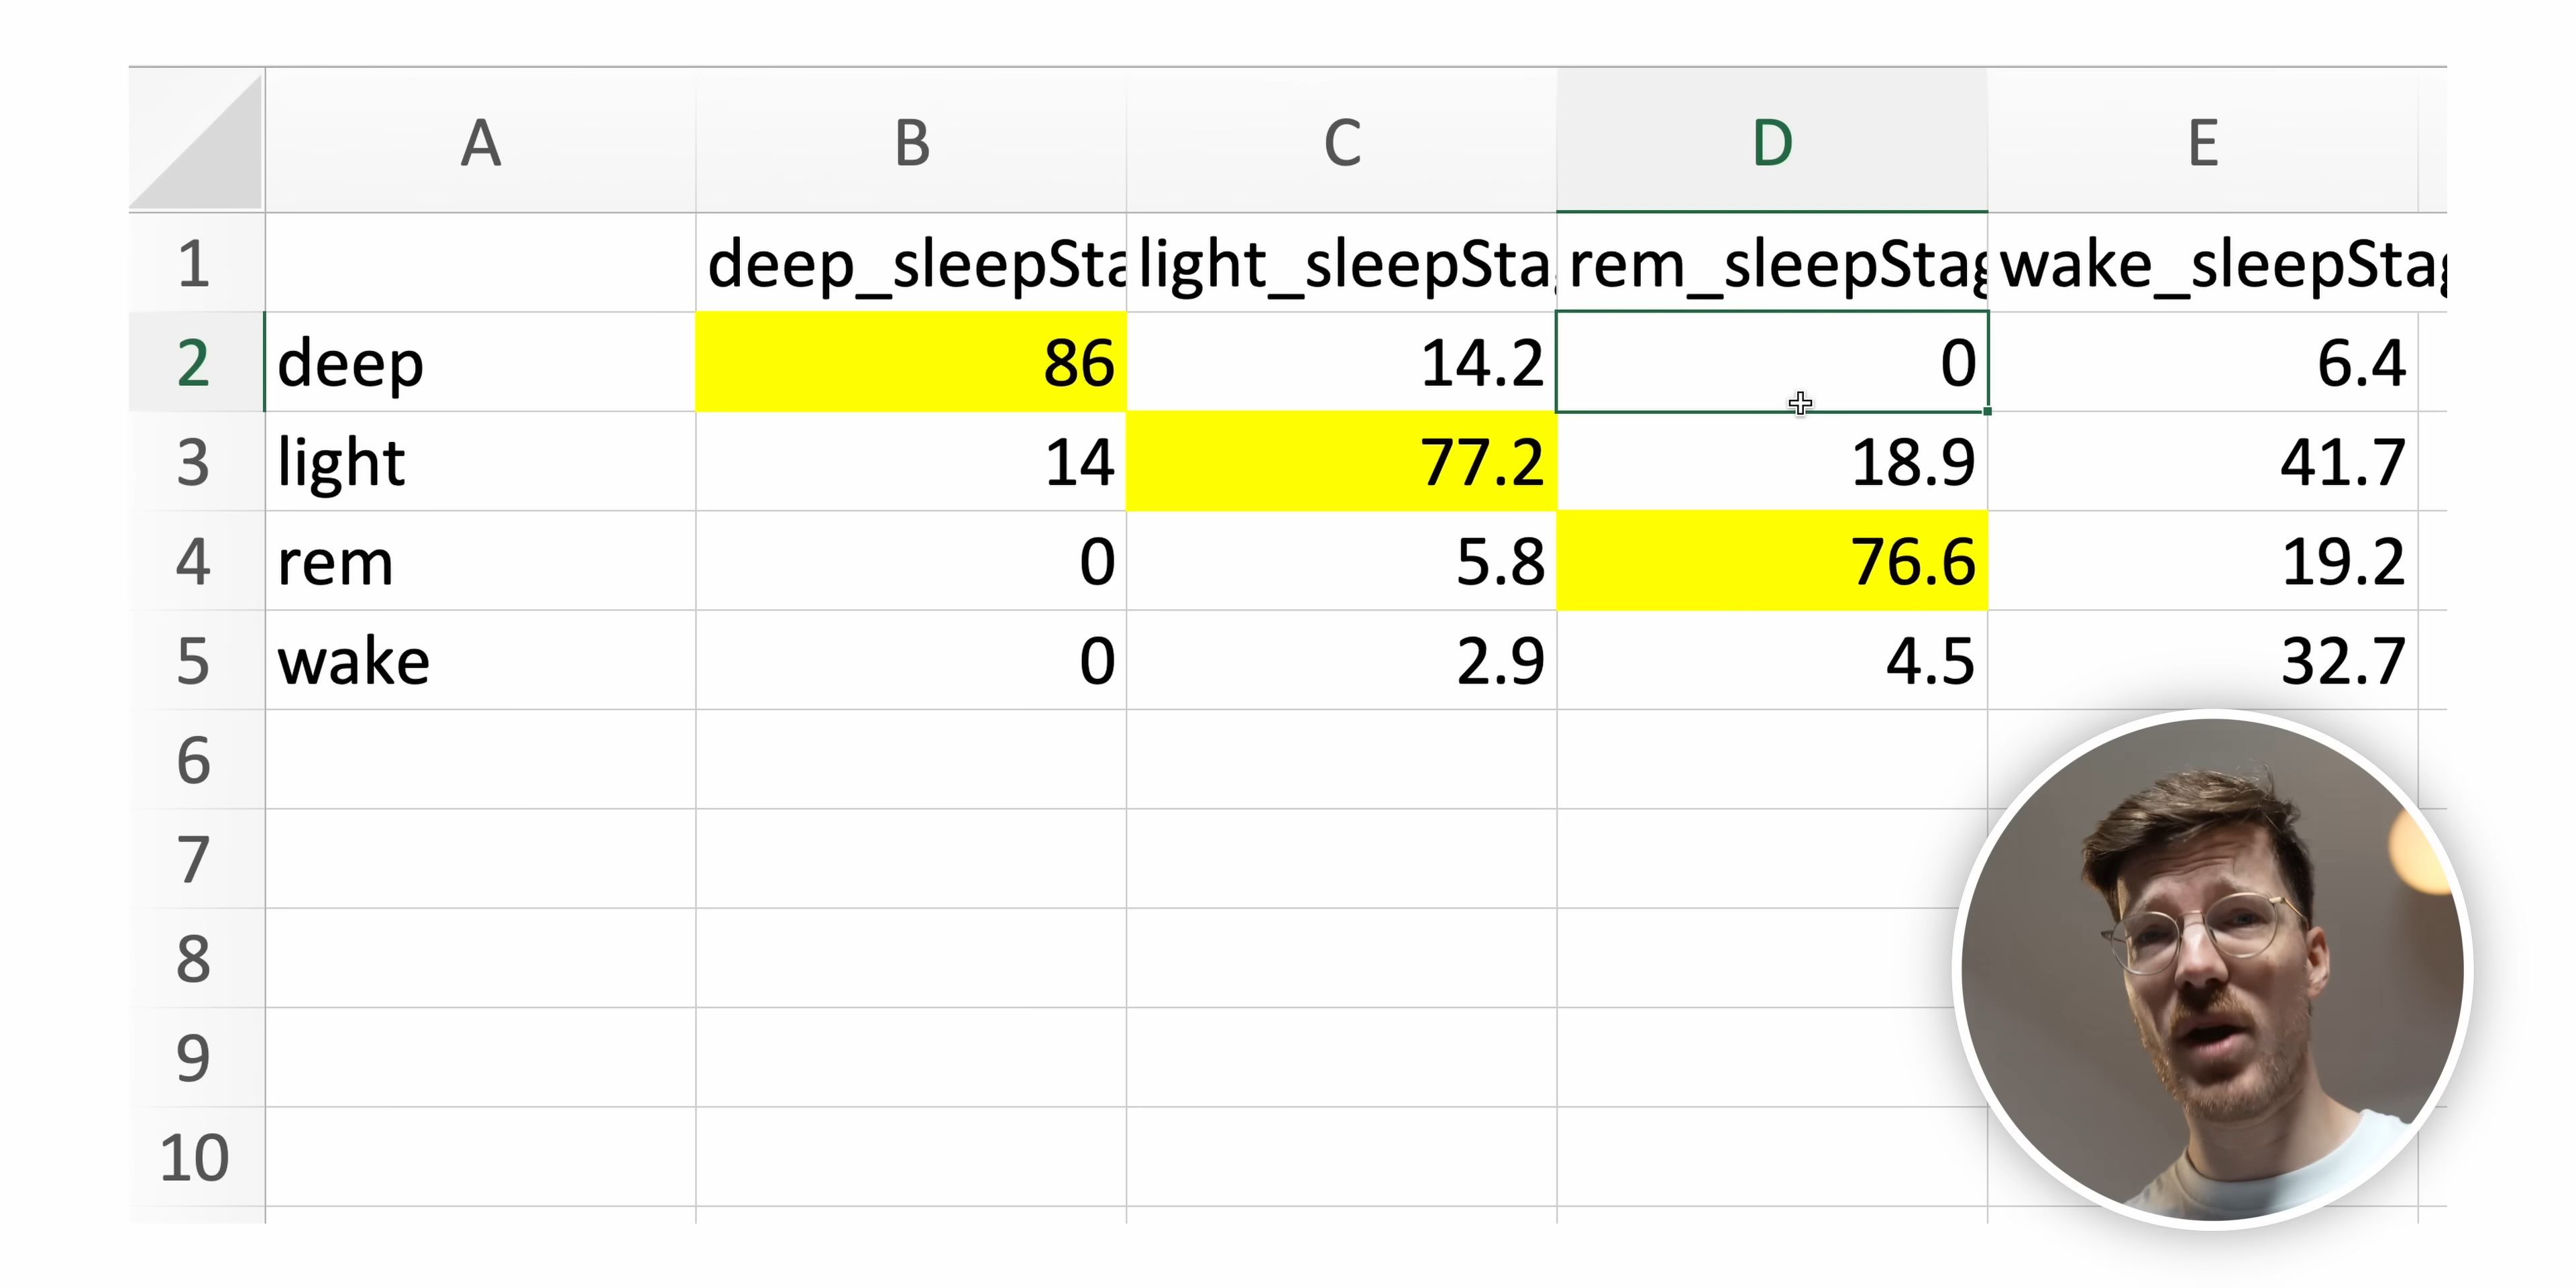 A B C D E
1 deep_sleepSta light_sleepSta rem_sleepStag wake_sleepStag
2 deep 86 14.2 0 6.4
3 light 14 77.2 18.9 41.7
4 rem 0 5.8 76.6 19.2
5 wake 0 2.9 4.5 32.7
6
7
8
9
10